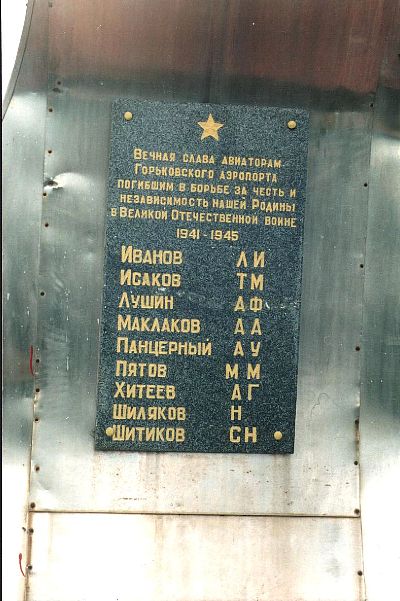 Вечная слава авиаторам-
Горьковского аэропорта
погибшим в борьбе за честь и
независимость нашей Родины
в Великой Отечественной войне
1941-1945
Иванов ЛИ
Исаков ТМ
Лушин АФ
Маклаков АА
Панцерный АУ
Пятов ММ
Хитеев АГ
Шиляков Н
Шитиков СН